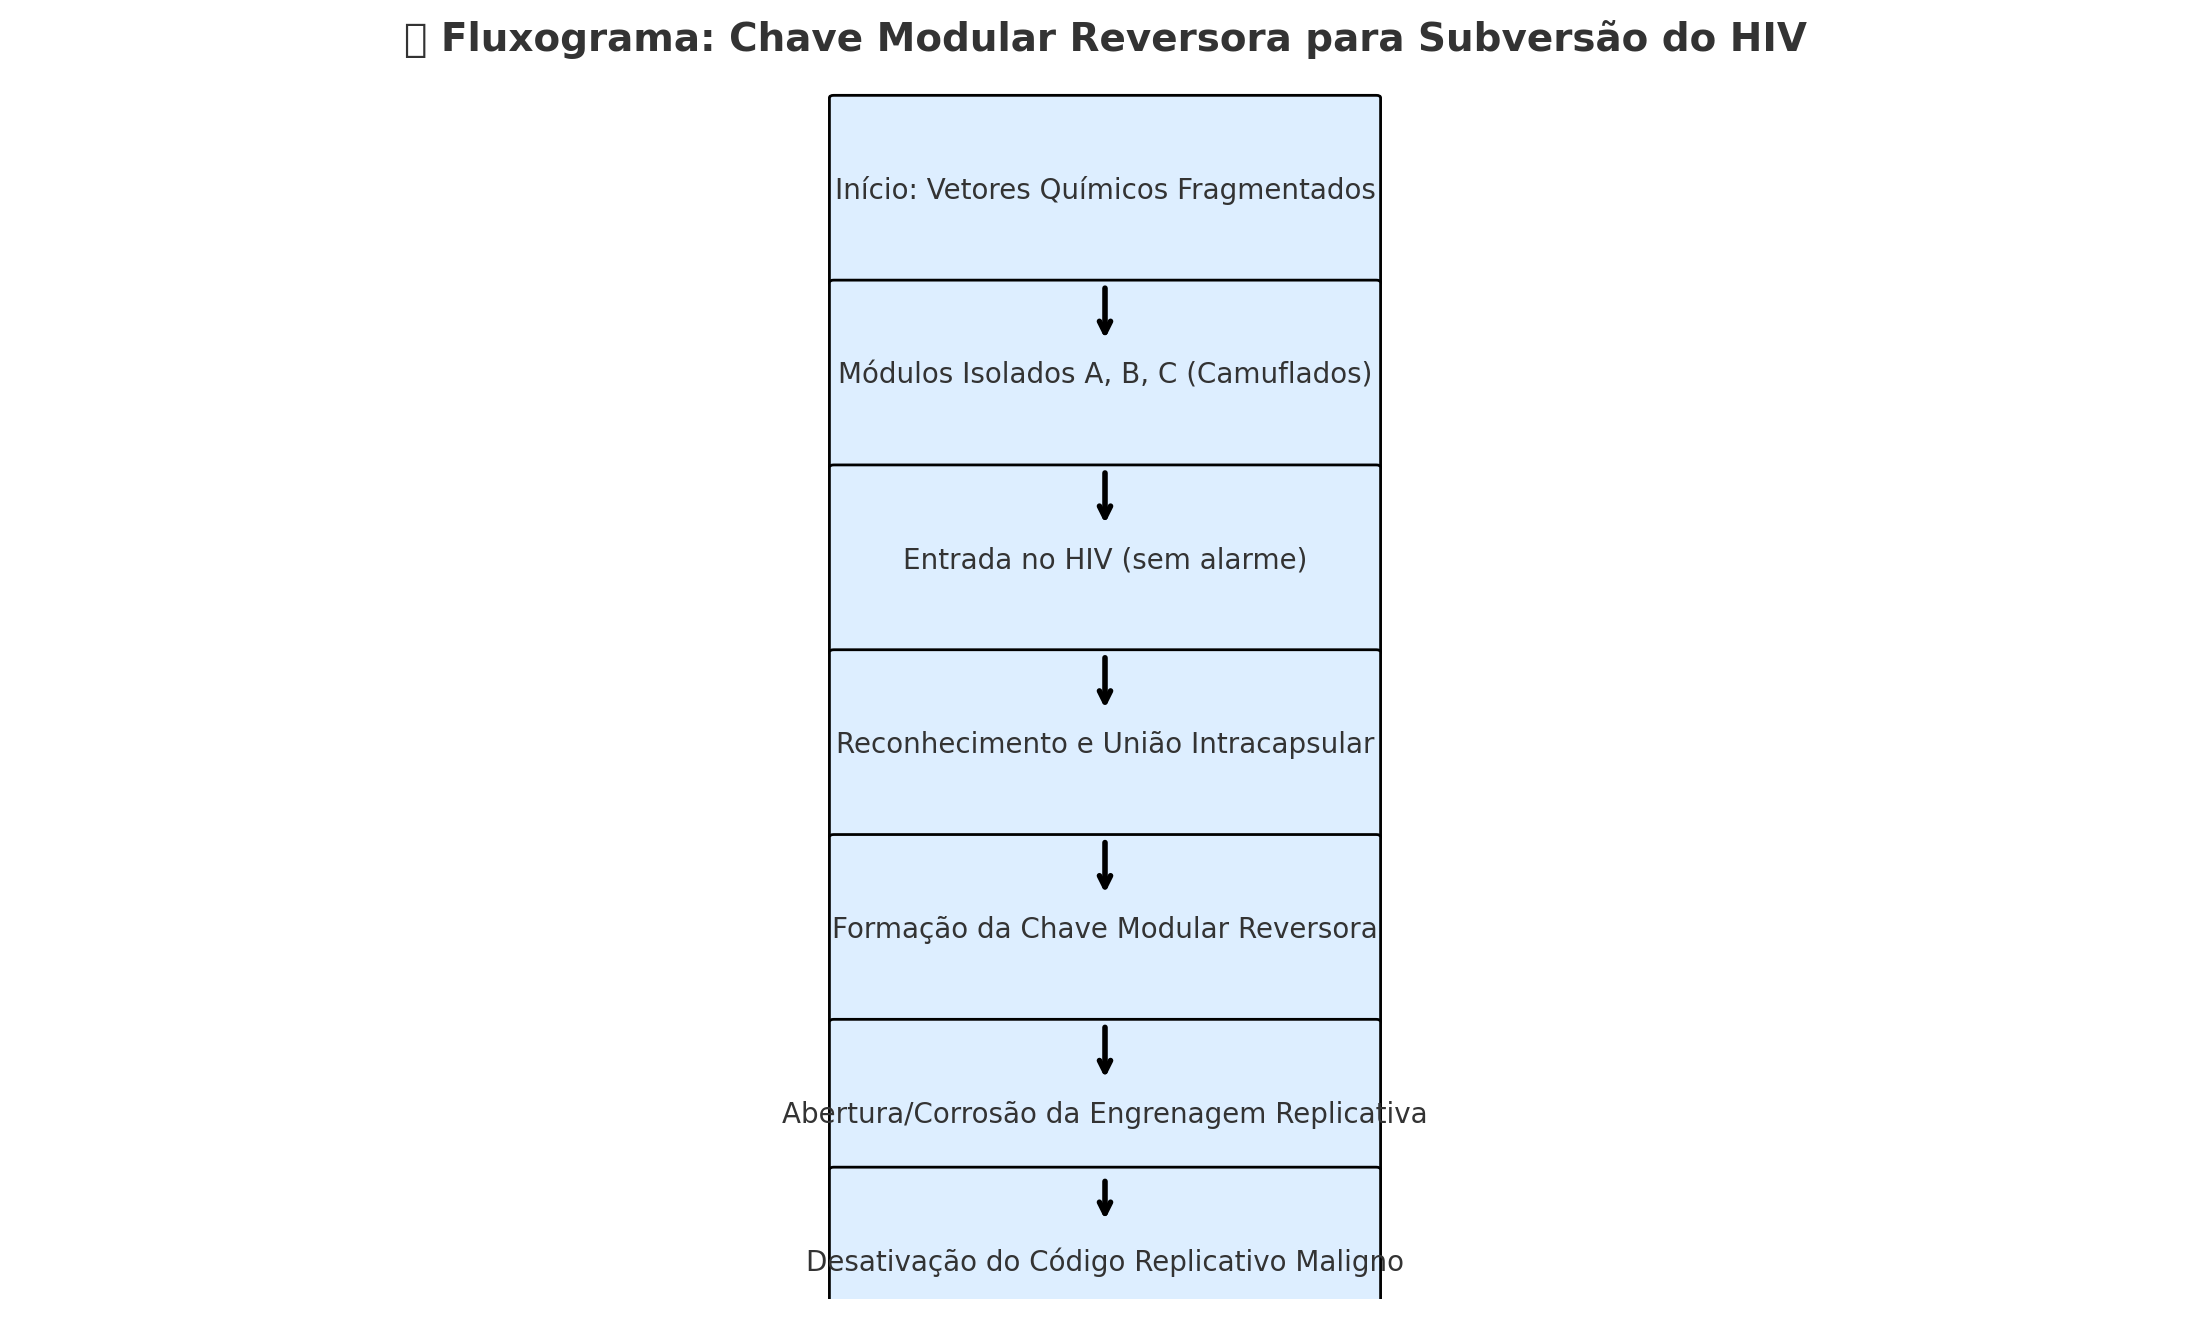 Fluxograma: Chave Modular Reversora para Subversão do HIV
Início: Vetores Químicos Fragmentados
Módulos Isolados A, B, C (Camuflados)
Entrada no HIV (sem alarme)
Reconhecimento e União Intracapsular
Formação da Chave Modular Reversora
Abertura/Corrosão da Engrenagem Replicativa
Desativação do Código Replicativo Maligno